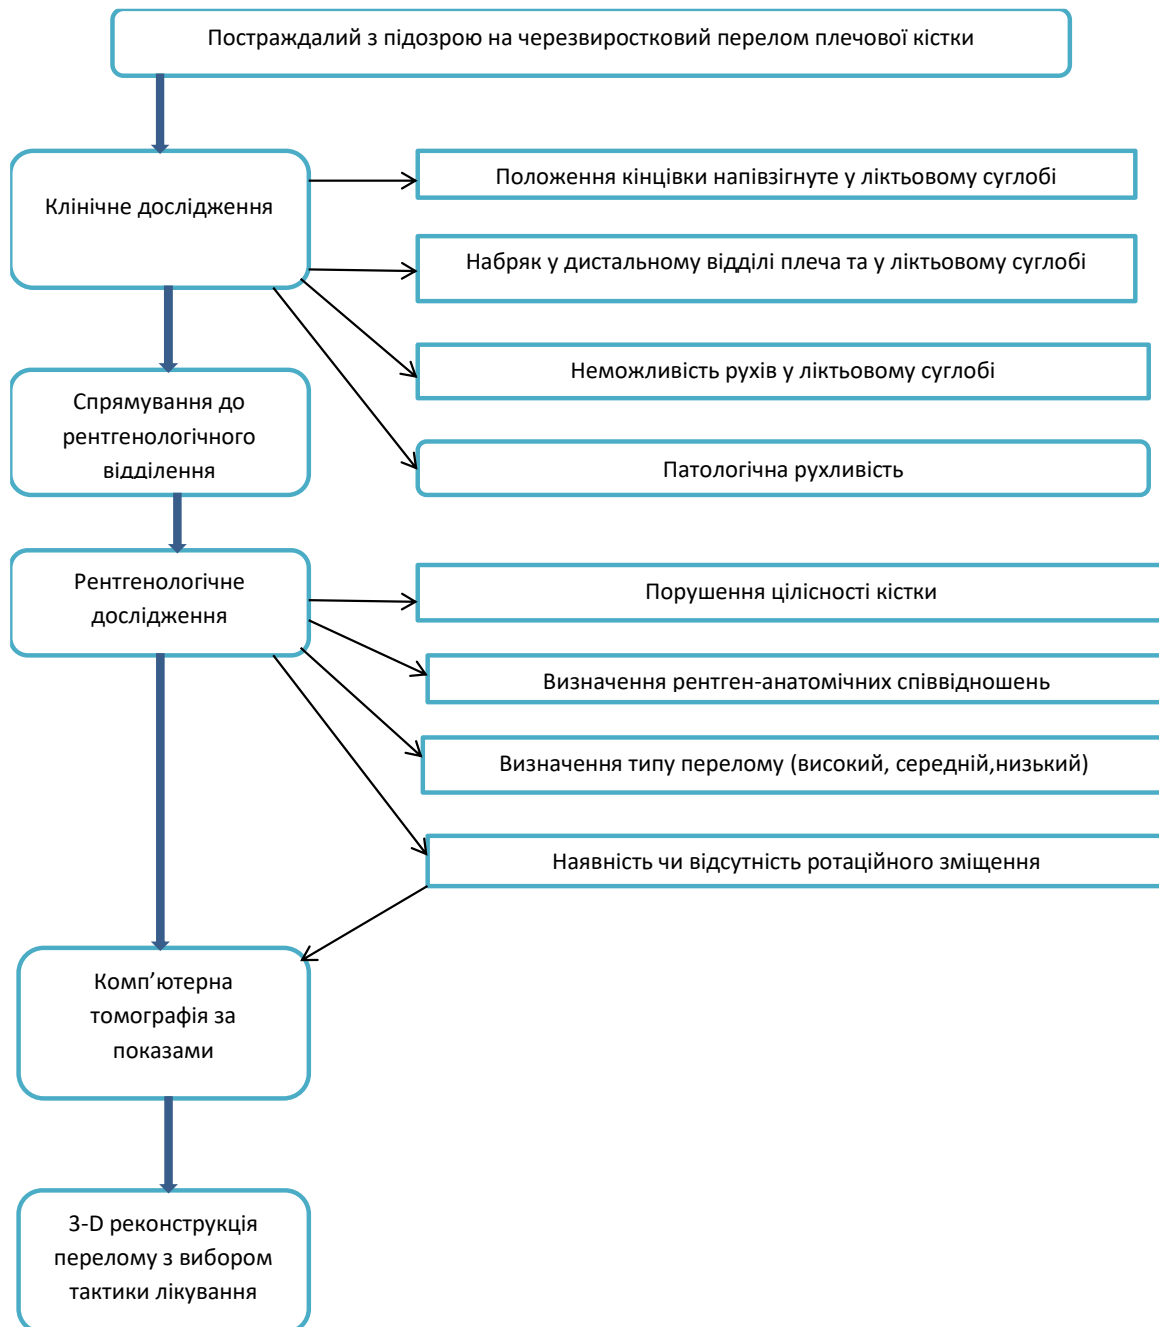 Постраждалий з підозрою на черезвиростковий перелом плечової кістки
Клінічне дослідження
Положення кінцівки напівзігнуте у ліктьовому суглобі
Набряк у дистальному відділі плеча та у ліктьовому суглобі
Неможливість рухів у ліктьовому суглобі
Патологічна рухливість
Спрямування до
рентгенологічного
відділення
Рентгенологічне
дослідження
Порушення цілісності кістки
Визначення рентген-анатомічних співвідношень
Визначення типу перелому (високий, середній,низький)
Наявність чи відсутність ротаційного зміщення
Комп’ютерна
томографія за
показами
3-D реконструкція
перелому з вибором
тактики лікування